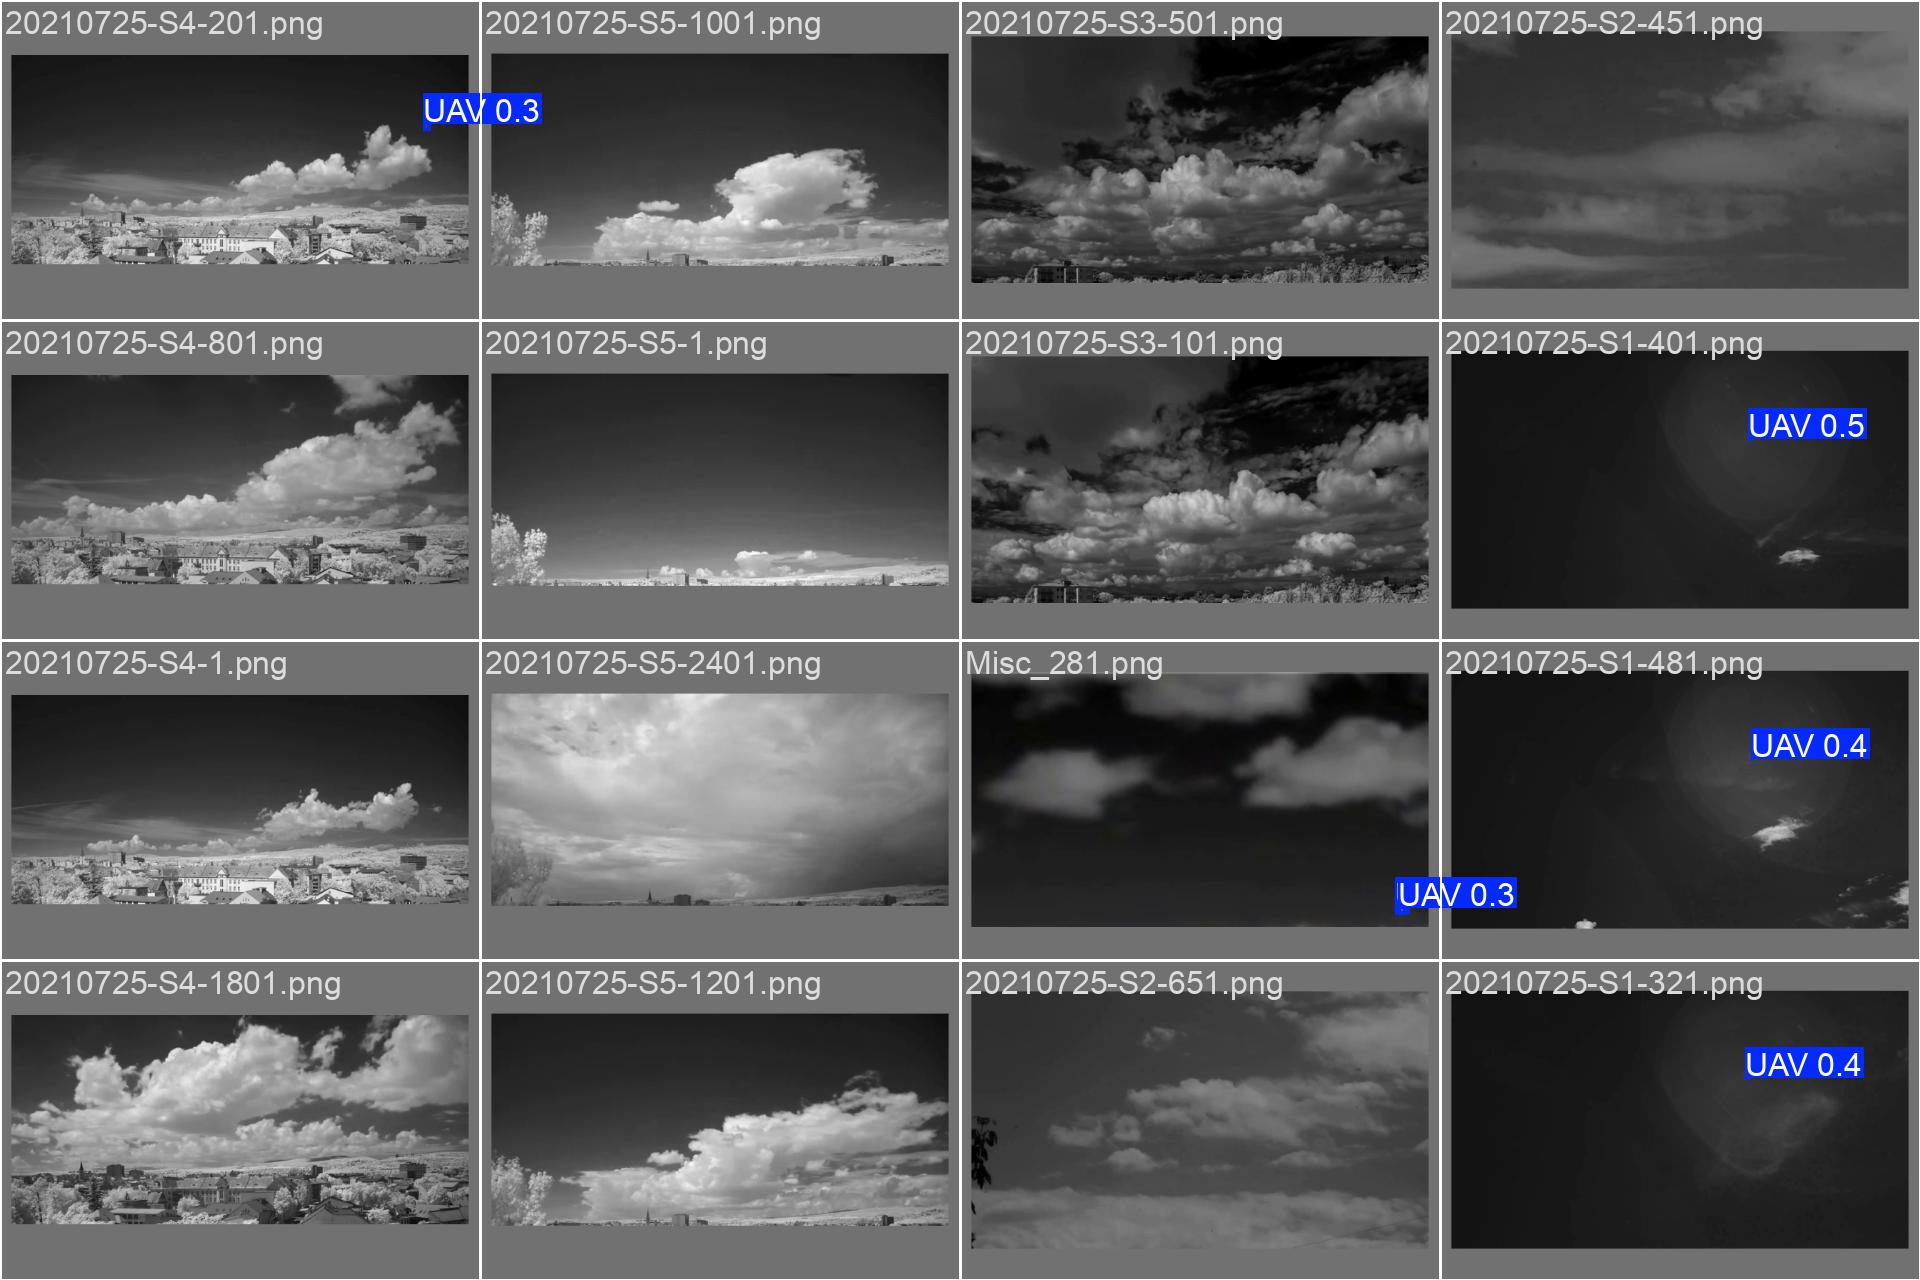 20210725-S4-201.png
20210725-S5-1001.png
20210725-S3-501.png
20210725-S2-451.png
UAV 0.3
20210725-S4-801.png
20210725-S5-1.png
20210725-S3-101.png
20210725-S1-401.png
UAV 0.5
20210725-S4-1.png
20210725-S5-2401.png
Misc_281.png
20210725-S1-481.png
UAV 0.4
UAV 0.3
20210725-S4-1801.png
20210725-S5-1201.png
20210725-S2-651.png
20210725-S1-321.png
UAV 0.4